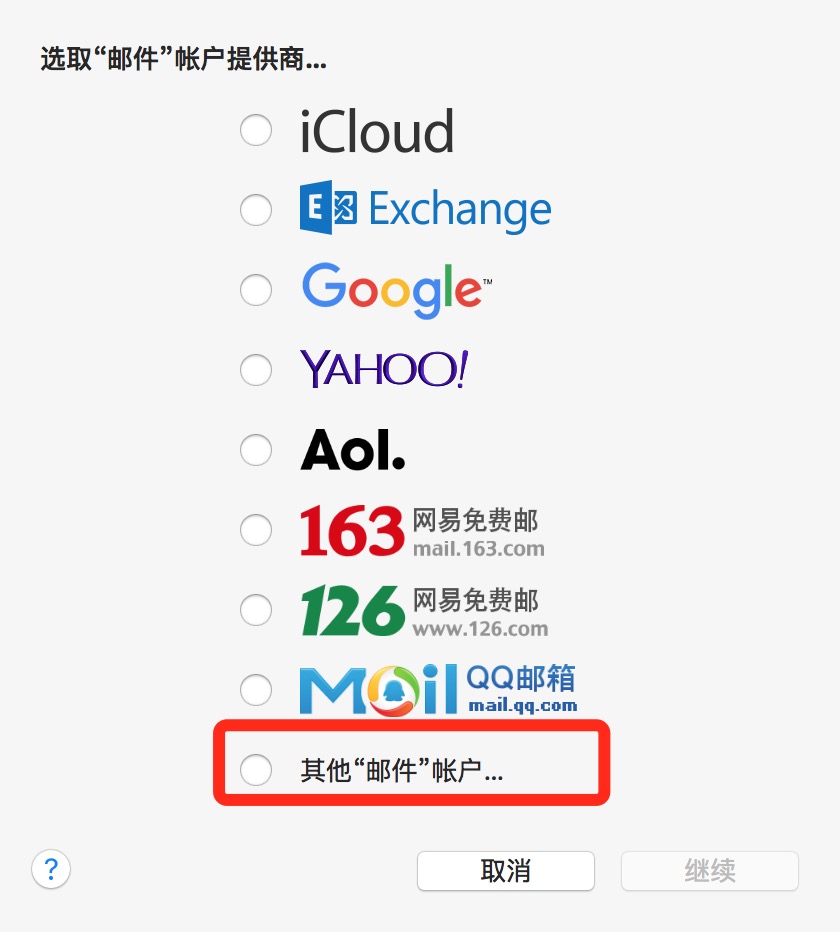 选取“邮件”帐户提供商...
iCloud
E Exchange
Google™
YAHOO!
Aol.
163 网易免费邮
mail.163.com
126 网易免费邮
www.126.com
Mail QQ邮箱
mail.qq.com
其他“邮件”帐户...
? 取消 继续